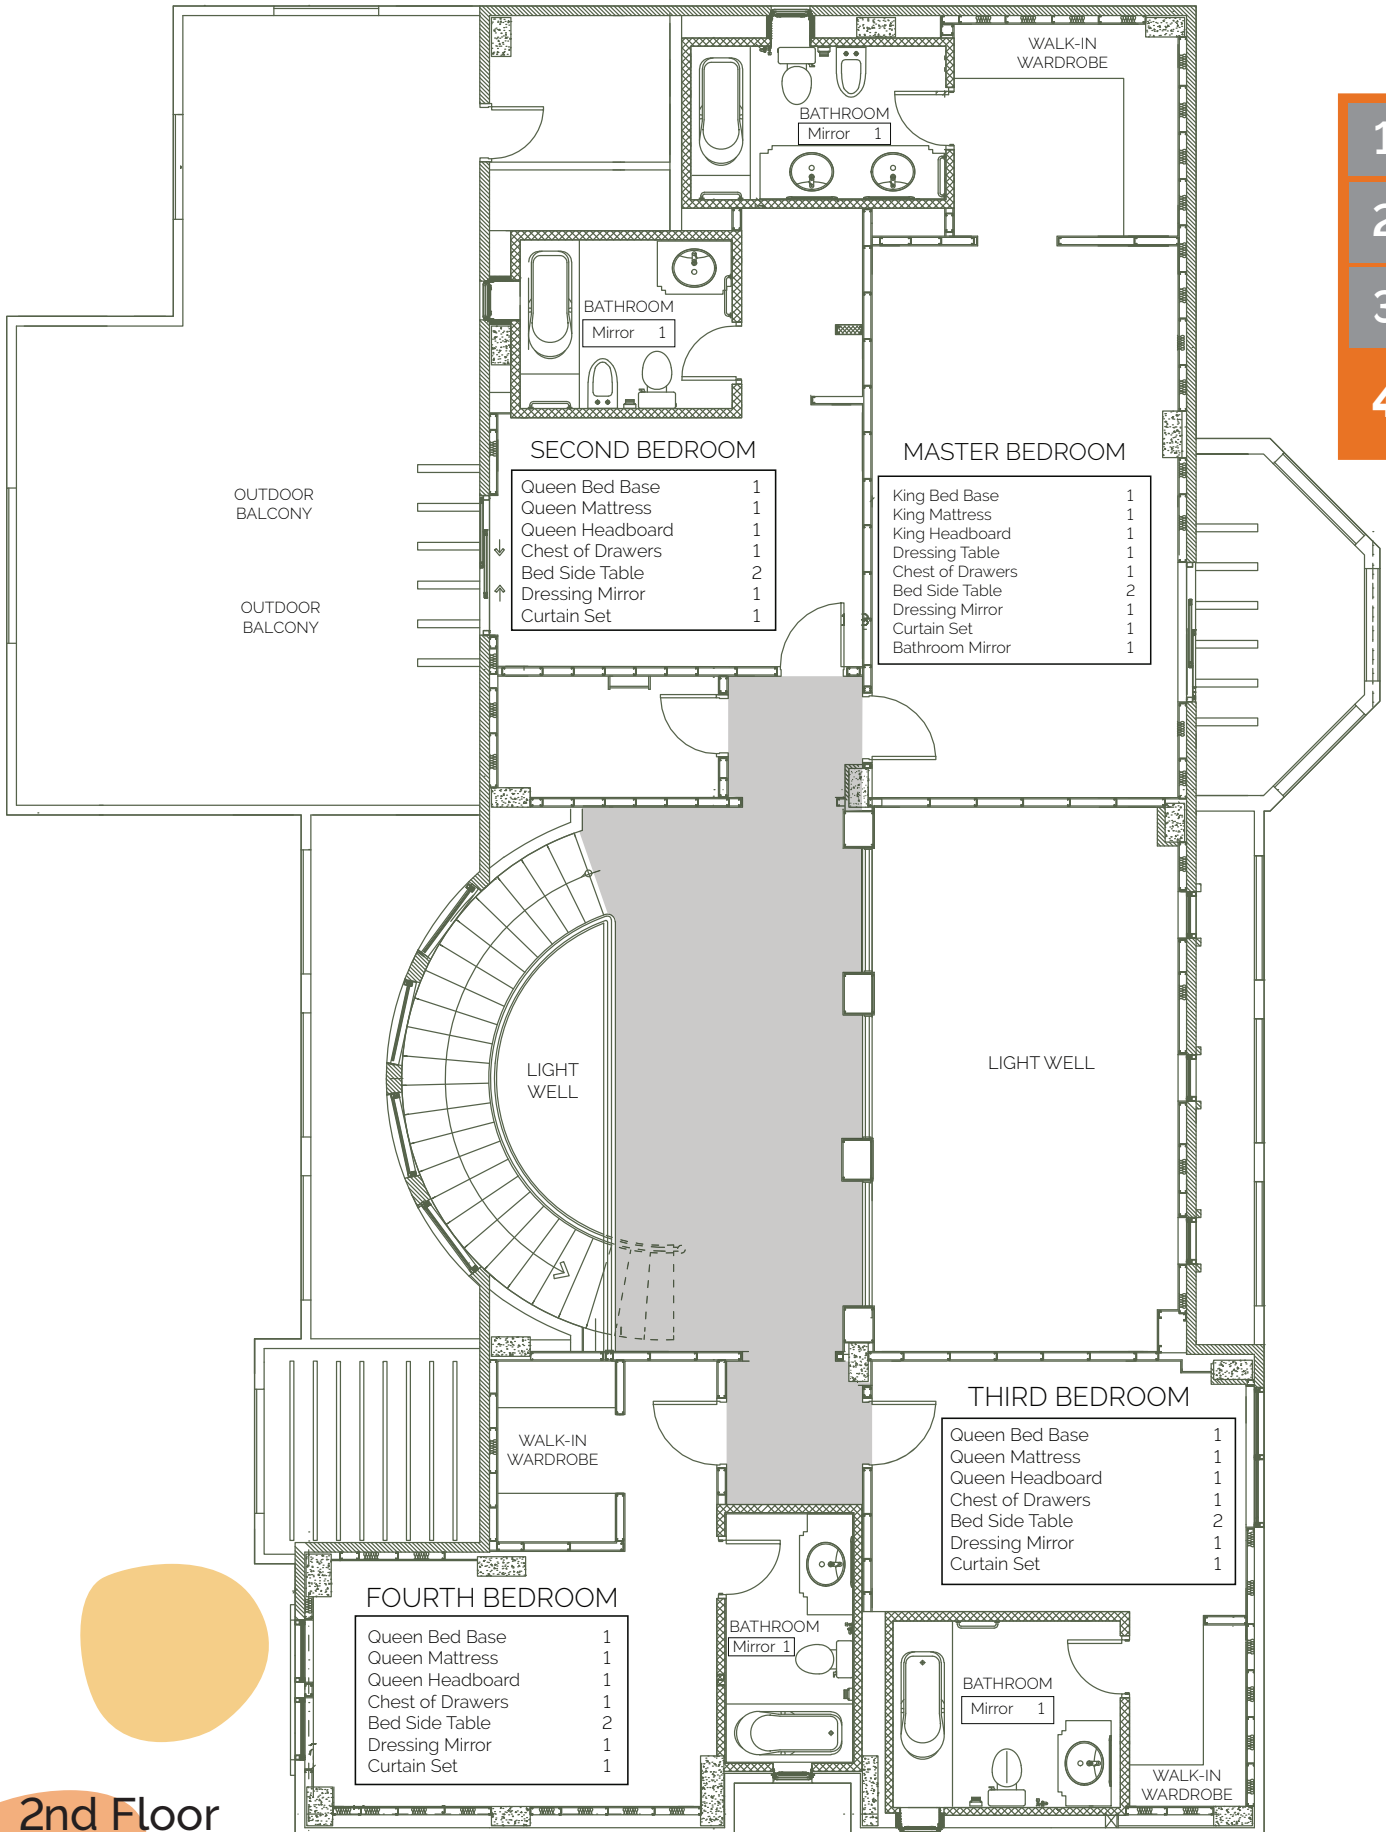 WALK-IN
WARDROBE
BATHROOM
Mirror 1
1
2
3
4
BATHROOM
Mirror 1
SECOND BEDROOM
Queen Bed Base 1
Queen Mattress 1
Queen Headboard 1
Chest of Drawers 1
Bed Side Table 2
Dressing Mirror 1
Curtain Set 1
MASTER BEDROOM
King Bed Base 1
King Mattress 1
King Headboard 1
Dressing Table 1
Chest of Drawers 1
Bed Side Table 2
Dressing Mirror 1
Curtain Set 1
Bathroom Mirror 1
OUTDOOR
BALCONY
OUTDOOR
BALCONY
LIGHT
WELL
LIGHT WELL
WALK-IN
WARDROBE
THIRD BEDROOM
Queen Bed Base 1
Queen Mattress 1
Queen Headboard 1
Chest of Drawers 1
Bed Side Table 2
Dressing Mirror 1
Curtain Set 1
FOURTH BEDROOM
Queen Bed Base 1
Queen Mattress 1
Queen Headboard 1
Chest of Drawers 1
Bed Side Table 2
Dressing Mirror 1
Curtain Set 1
BATHROOM
Mirror 1
BATHROOM
Mirror 1
WALK-IN
WARDROBE
2nd Floor